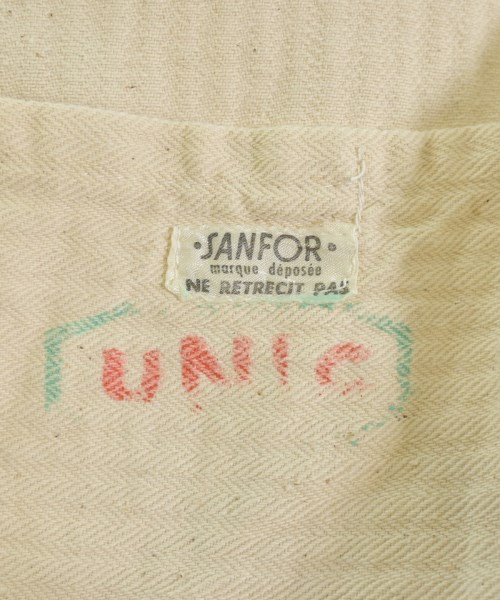 ·SANFOR·
marque déposée
NE RETRECIT PAS
UNIC